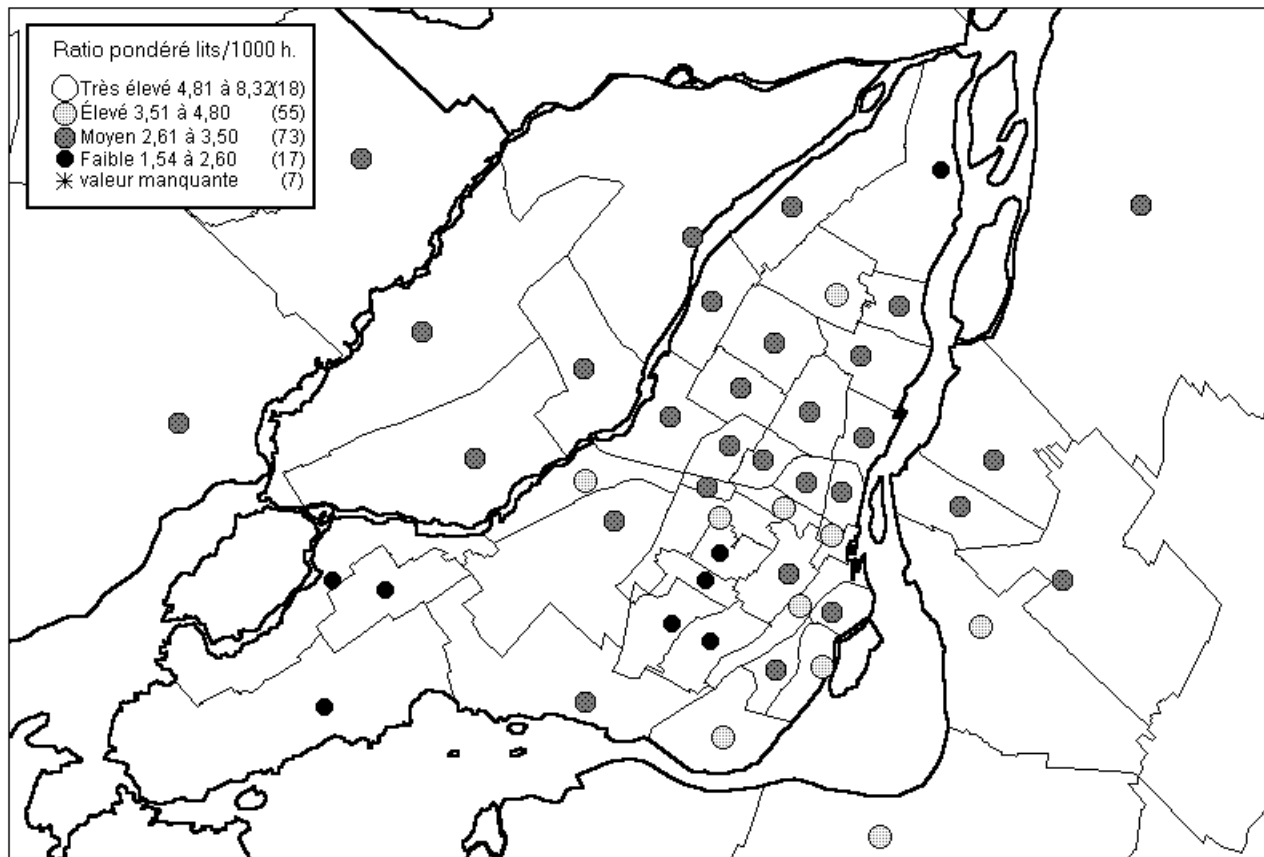 Ratio pondéré lits/1000 h.
Très élevé 4,81 à 8,32(18)
Élevé 3,51 à 4,80 (55)
Moyen 2,61 à 3,50 (73)
Faible 1,54 à 2,60 (17)
valeur manquante (7)